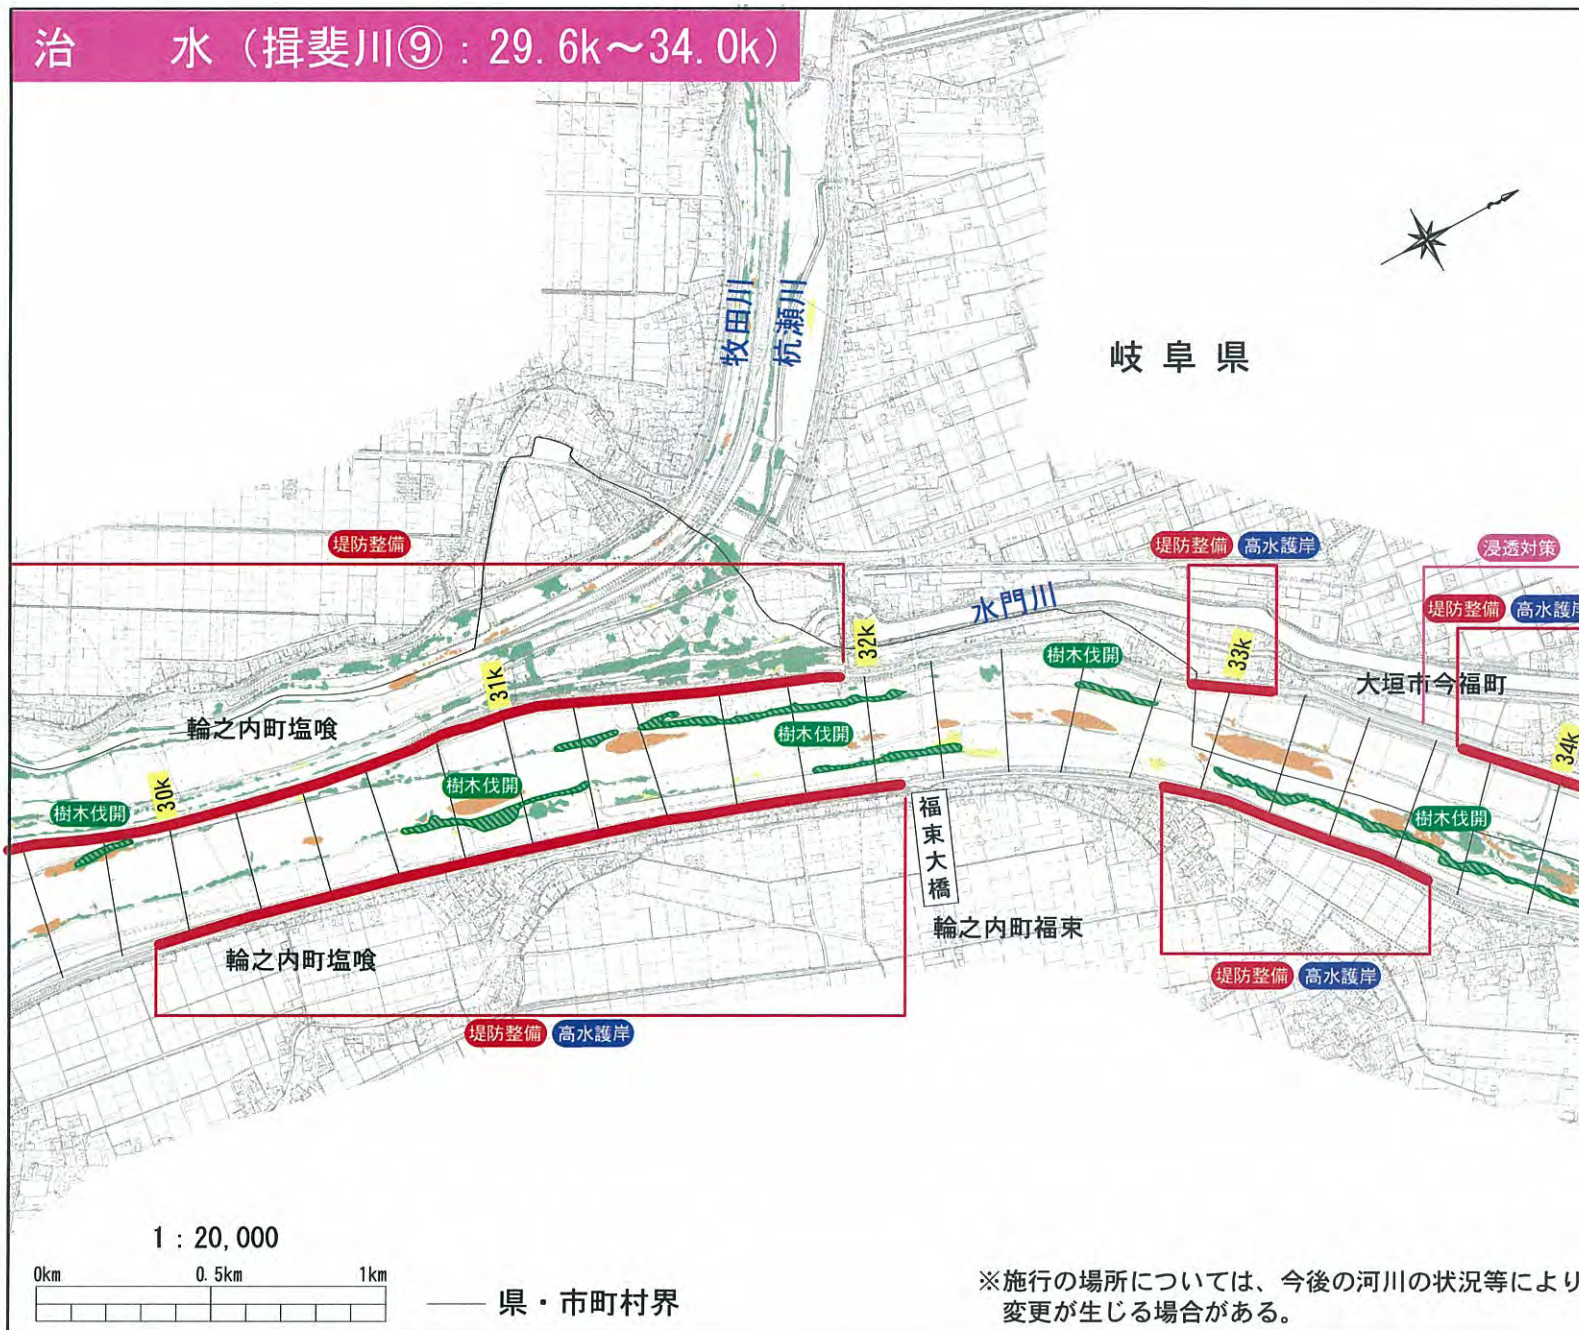 治　水（揖斐川⑨：29.6k～34.0k）
牧田川
杭瀬川
岐阜県
堤防整備
堤防整備 高水護岸
浸透対策
堤防整備 高水護岸
水門川
32k
33k
樹木伐開
31k
大垣市今福町
輪之内町塩喰
樹木伐開
34k
30k
樹木伐開
樹木伐開
樹木伐開
福束大橋
輪之内町福束
輪之内町塩喰
堤防整備 高水護岸
堤防整備 高水護岸
1：20,000
0km 0.5km 1km
県・市町村界
※施行の場所については、今後の河川の状況等により
変更が生じる場合がある。